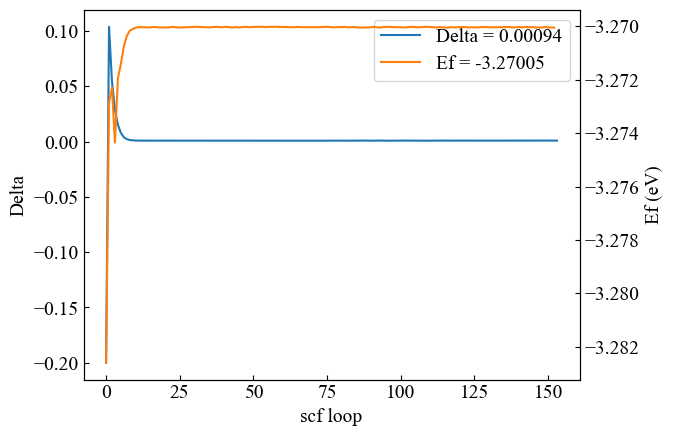 Delta = 0.00094
Ef = -3.27005
0.10
0.05
0.00
−0.05
−0.10
−0.15
−0.20
Delta
−3.270
−3.272
−3.274
−3.276
−3.278
−3.280
−3.282
Ef (eV)
0 25 50 75 100 125 150
scf loop